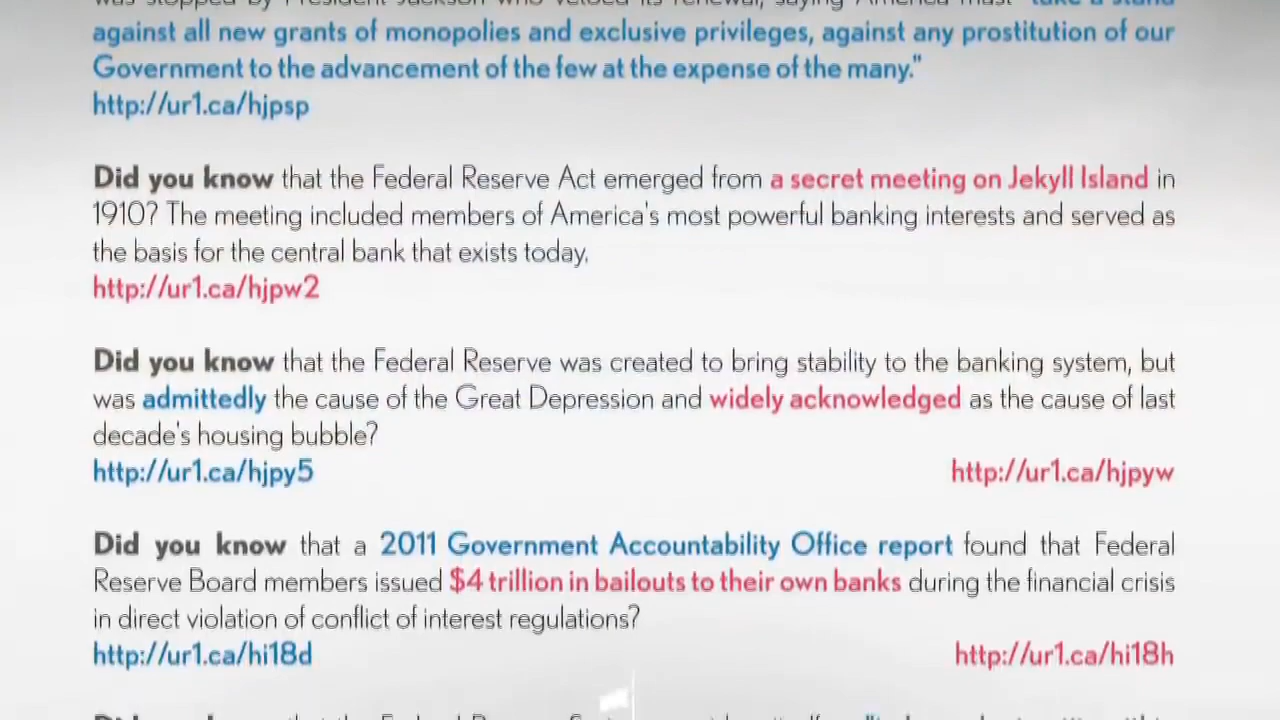 against all new grants of monopolies and exclusive privileges, against any prostitution of our
Government to the advancement of the few at the expense of the many."
http://ur1.ca/hjpsp
Did you know that the Federal Reserve Act emerged from a secret meeting on Jekyll Island in
1910? The meeting included members of America's most powerful banking interests and served as
the basis for the central bank that exists today.
http://ur1.ca/hjpw2
Did you know that the Federal Reserve was created to bring stability to the banking system, but
was admittedly the cause of the Great Depression and widely acknowledged as the cause of last
decade's housing bubble?
http://ur1.ca/hjpy5 http://ur1.ca/hjpyw
Did you know that a 2011 Government Accountability Office report found that Federal
Reserve Board members issued $4 trillion in bailouts to their own banks during the financial crisis
in direct violation of conflict of interest regulations?
http://ur1.ca/hi18d http://ur1.ca/hi18h